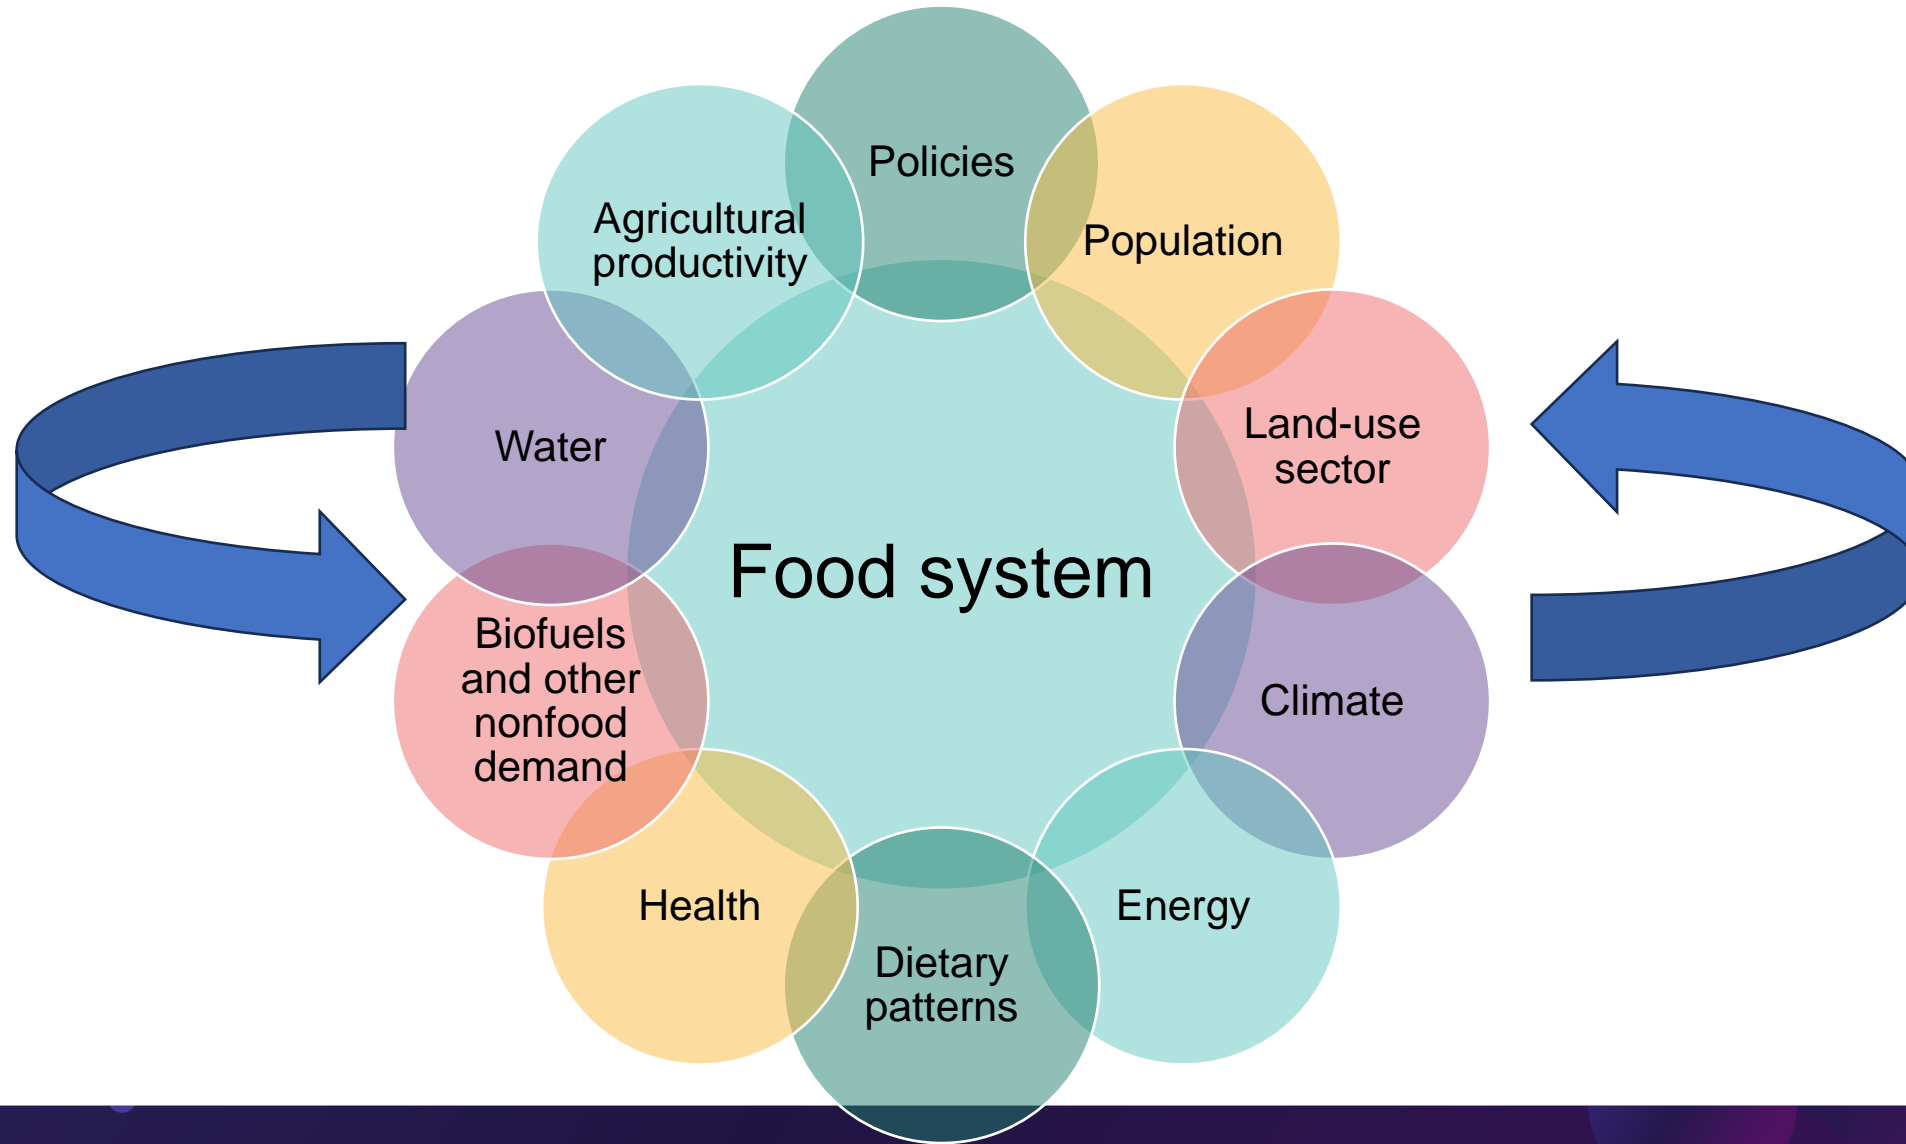 Policies
Agricultural
productivity
Population
Water
Land-use
sector
Food system
Biofuels
and other
nonfood
demand
Climate
Health
Energy
Dietary
patterns